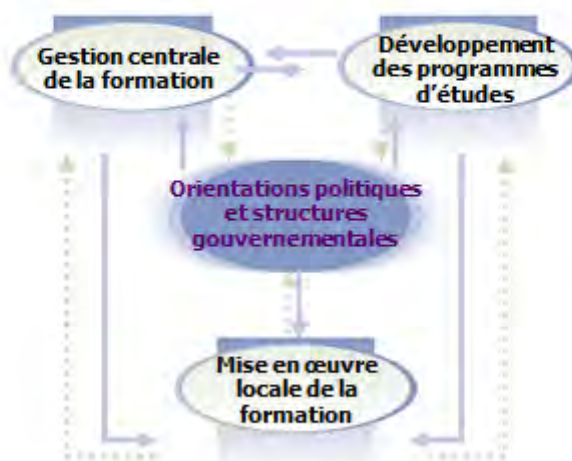 Gestion centrale
de la formation
Développement
des programmes
d'études
Orientations politiques
et structures
gouvernementales
Mise en œuvre
locale de la
formation